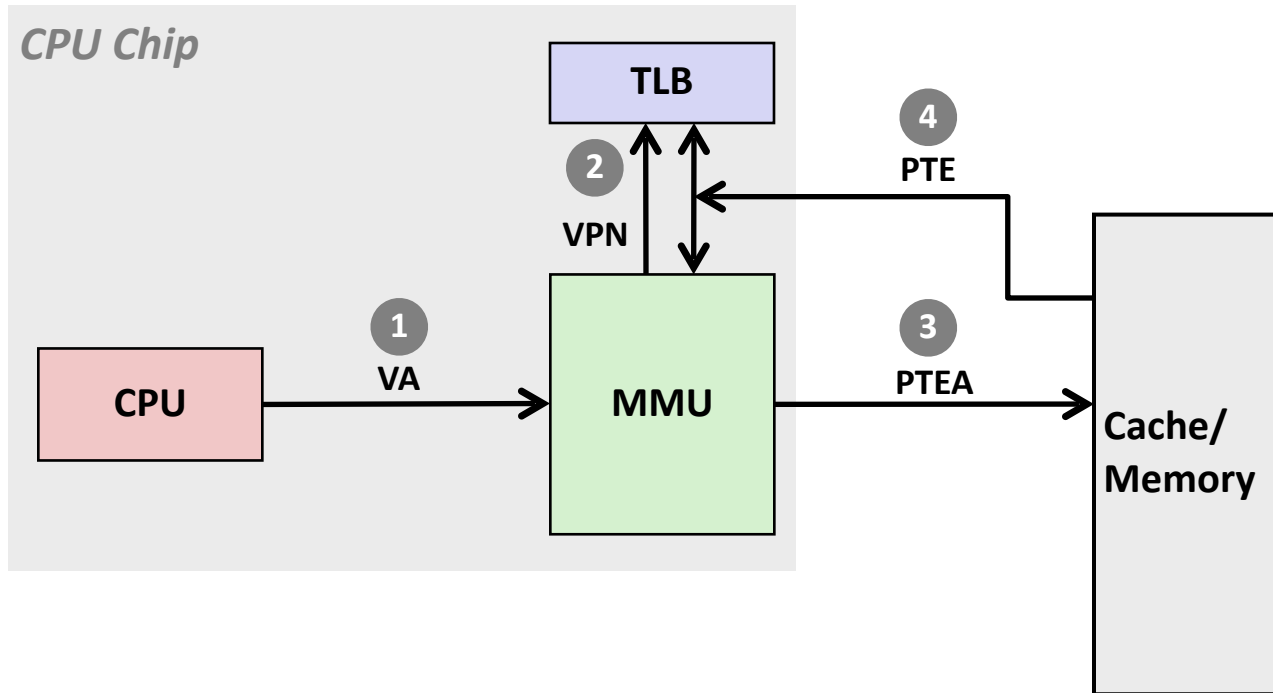 CPU Chip
TLB
4
PTE
2
VPN
1
VA
3
PTEA
CPU
MMU
Cache/
Memory